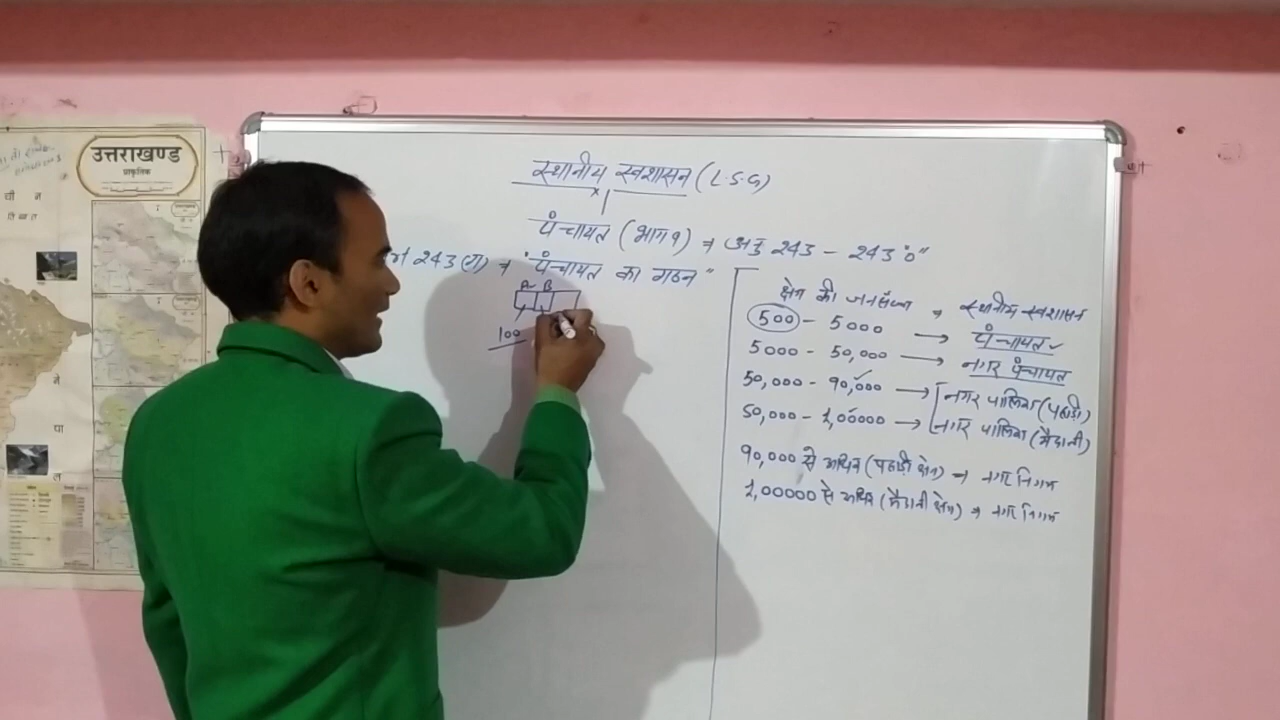 उत्तराखण्ड
प्राकृतिक
स्थानीय स्वशासन (L.S.G)
पंचायत (भाग 9) → अनु 243 - 243 "0"
243 (ग) → "पंचायत का गठन"
A B
100
क्षेत्र की जनसंख्या → स्थानीय स्वशासन
500 - 5000 → पंचायत
5000 - 50,000 → नगर पंचायत
50,000 - 90,000 → नगर पालिका (पहाड़ी)
50,000 - 1,00000 → नगर पालिका (मैदानी)
90,000 से अधिक (पहाड़ी क्षेत्र) → नगर निगम
1,00000 से अधिक (मैदानी क्षेत्र) → नगर निगम